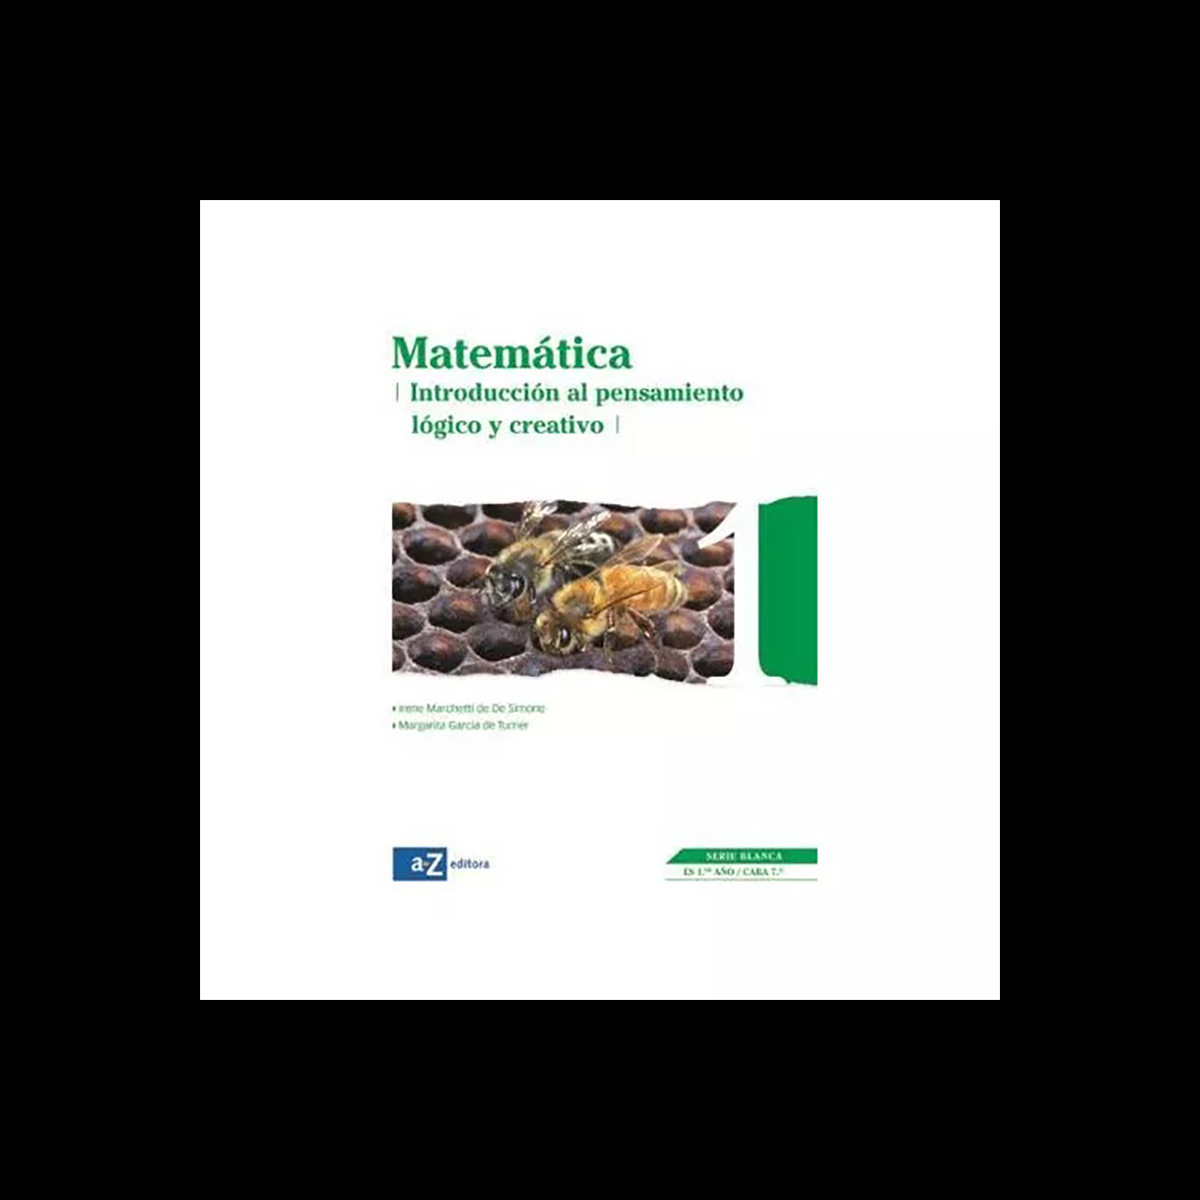 Matemática
| Introducción al pensamiento
lógico y creativo |
1
• Irene Marchetti de De Simone
• Margarita García de Turner
a-Z editora
SERIE BLANCA
ES 1.er AÑO / CABA 7.º